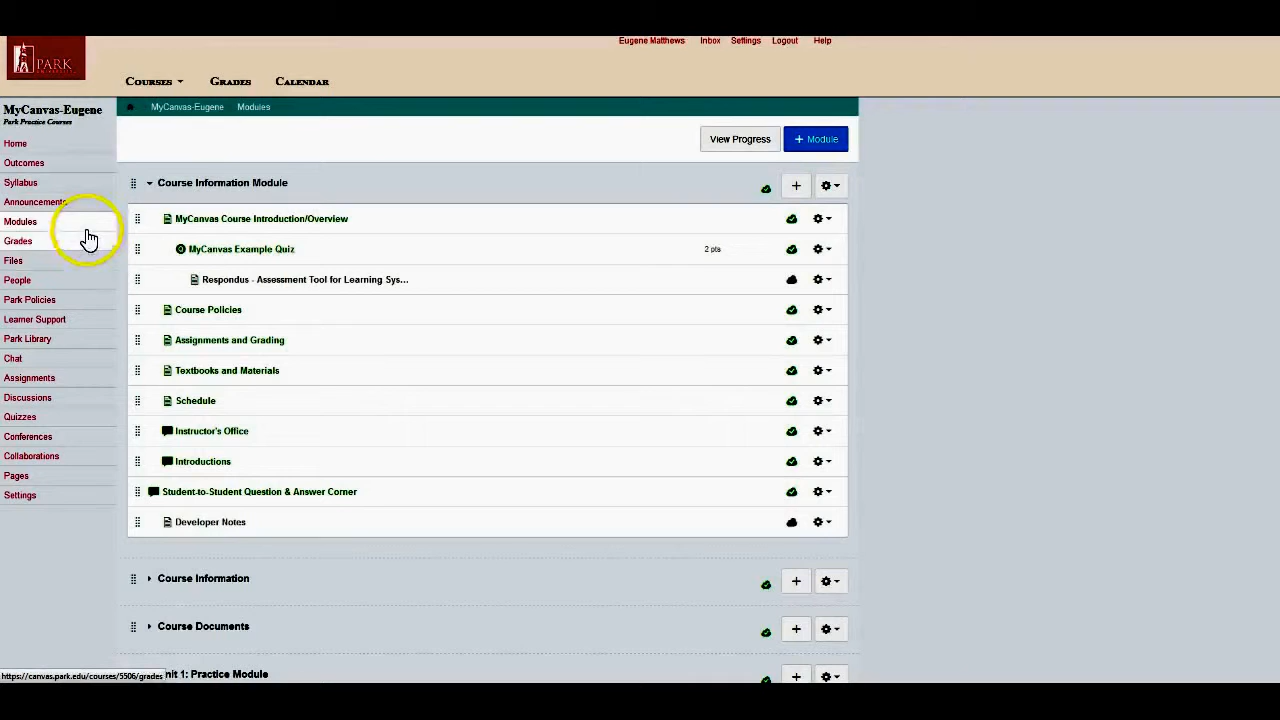 Eugene Matthews Inbox Settings Logout Help
PARK
Courses Grades Calendar
MyCanvas-Eugene
Park Practice Courses
MyCanvas-Eugene Modules
Home
Outcomes
Syllabus
Announcements
Modules
Grades
Files
People
Park Policies
Learner Support
Park Library
Chat
Assignments
Discussions
Quizzes
Conferences
Collaborations
Pages
Settings
View Progress + Module
Course Information Module
MyCanvas Course Introduction/Overview
MyCanvas Example Quiz 2 pts
Respondus - Assessment Tool for Learning Sys...
Course Policies
Assignments and Grading
Textbooks and Materials
Schedule
Instructor's Office
Introductions
Student-to-Student Question & Answer Corner
Developer Notes
Course Information
Course Documents
nit 1: Practice Module
https://canvas.park.edu/courses/5506/grades